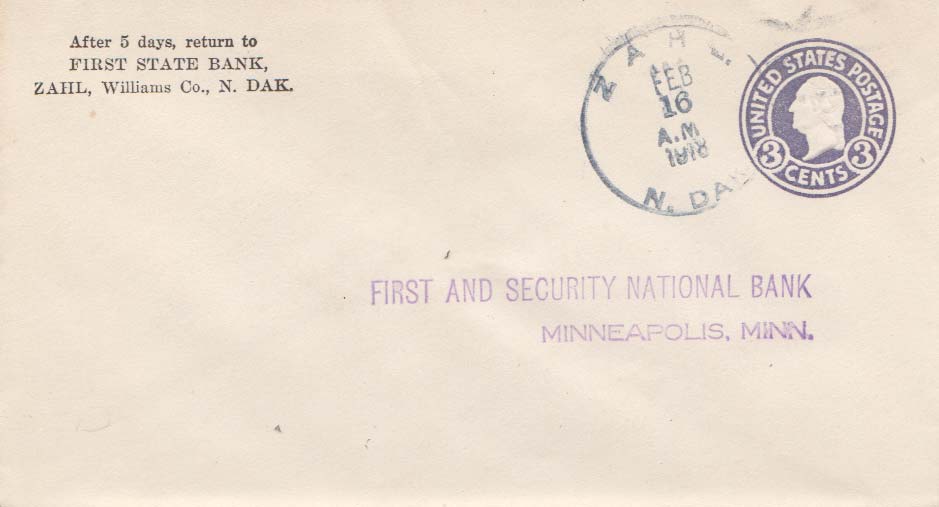 After 5 days, return to
FIRST STATE BANK,
ZAHL, Williams Co., N. DAK.
ZAHL
FEB
16
A.M
1918
N. DAK
UNITED STATES POSTAGE
3 CENTS 3
FIRST AND SECURITY NATIONAL BANK
MINNEAPOLIS, MINN.